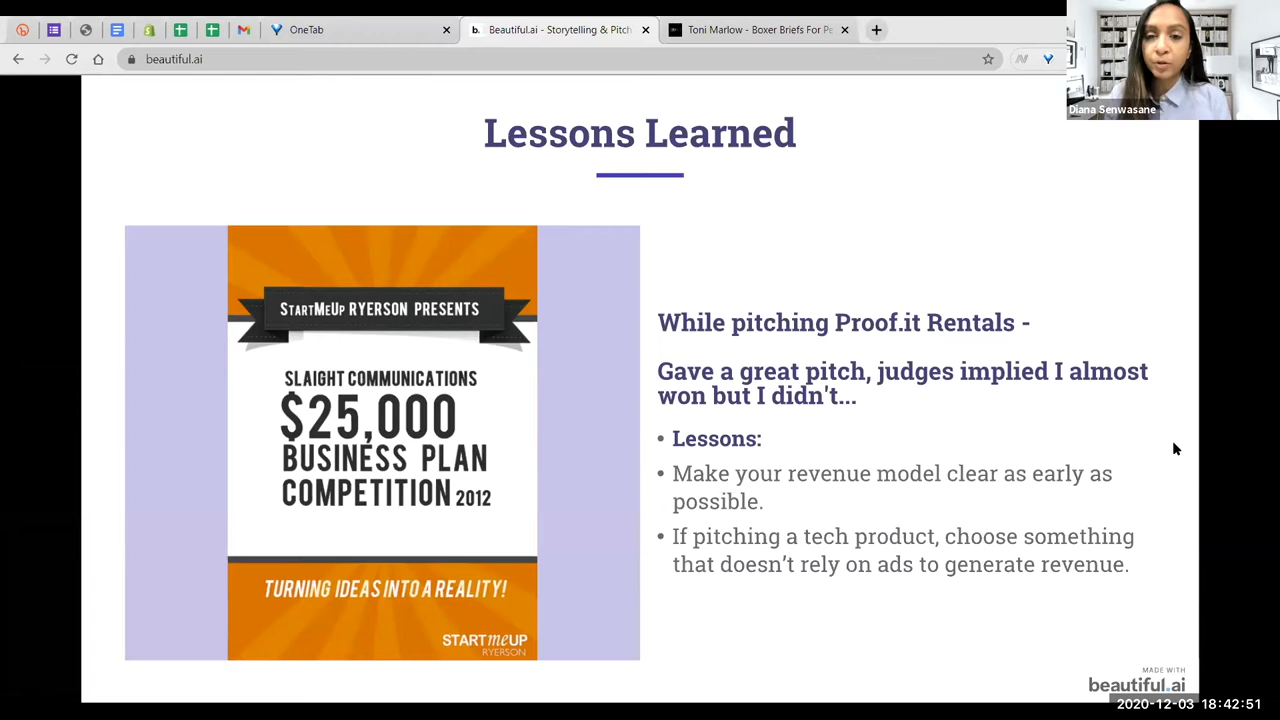 OneTab
Beautiful.ai - Storytelling & Pitch
Toni Marlow - Boxer Briefs For Pe
beautiful.ai
Diana Senwasane
Lessons Learned
STARTMEUP RYERSON PRESENTS
SLAIGHT COMMUNICATIONS
$25,000
BUSINESS PLAN
COMPETITION 2012
TURNING IDEAS INTO A REALITY!
START me UP
RYERSON
While pitching Proof.it Rentals -
Gave a great pitch, judges implied I almost
won but I didn't...
• Lessons:
• Make your revenue model clear as early as
possible.
• If pitching a tech product, choose something
that doesn’t rely on ads to generate revenue.
MADE WITH
beautiful.ai
2020-12-03 18:42:51